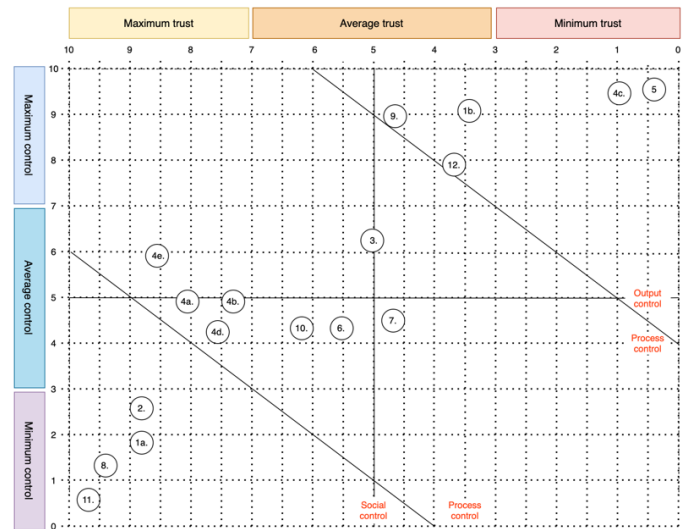 Maximum trust
Average trust
Minimum trust
10 9 8 7 6 5 4 3 2 1 0
Maximum control
Average control
Minimum control
10
9
8
7
6
5
4
3
2
1
0
5
4c.
1b.
9.
12.
3.
4e.
4a.
4b.
Output
control
7.
10.
6.
4d.
Process
control
2.
1a.
8.
11.
Social
control
Process
control